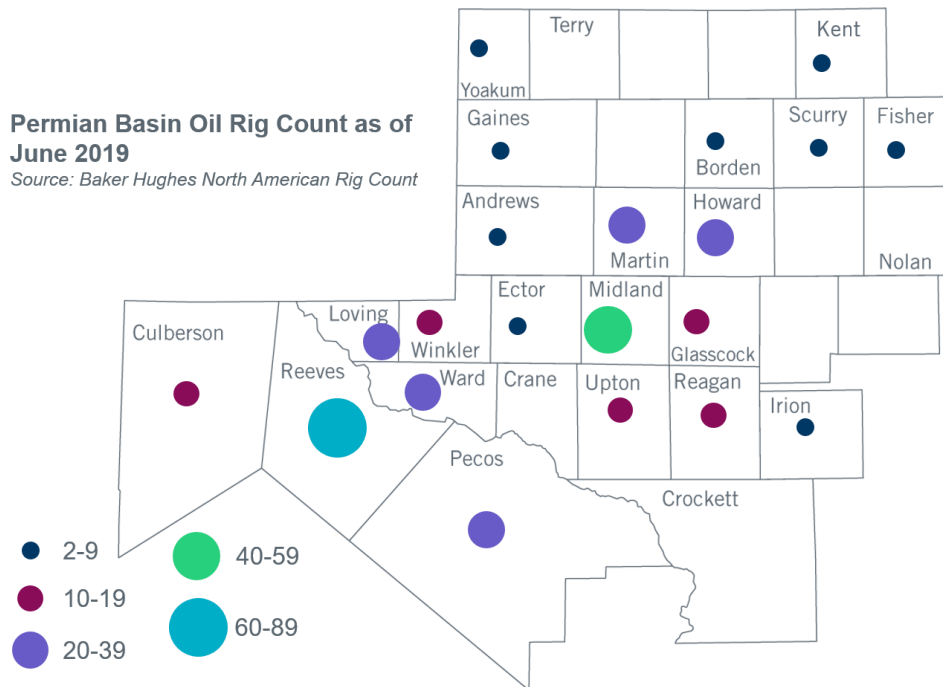 Terry
Kent
Yoakum
Permian Basin Oil Rig Count as of
June 2019
Source: Baker Hughes North American Rig Count
Gaines
Scurry
Fisher
Borden
Andrews
Howard
Martin
Nolan
Ector
Midland
Loving
Culberson
Winkler
Glasscock
Reeves
Ward
Crane
Upton
Reagan
Irion
Pecos
Crockett
2-9
40-59
10-19
60-89
20-39